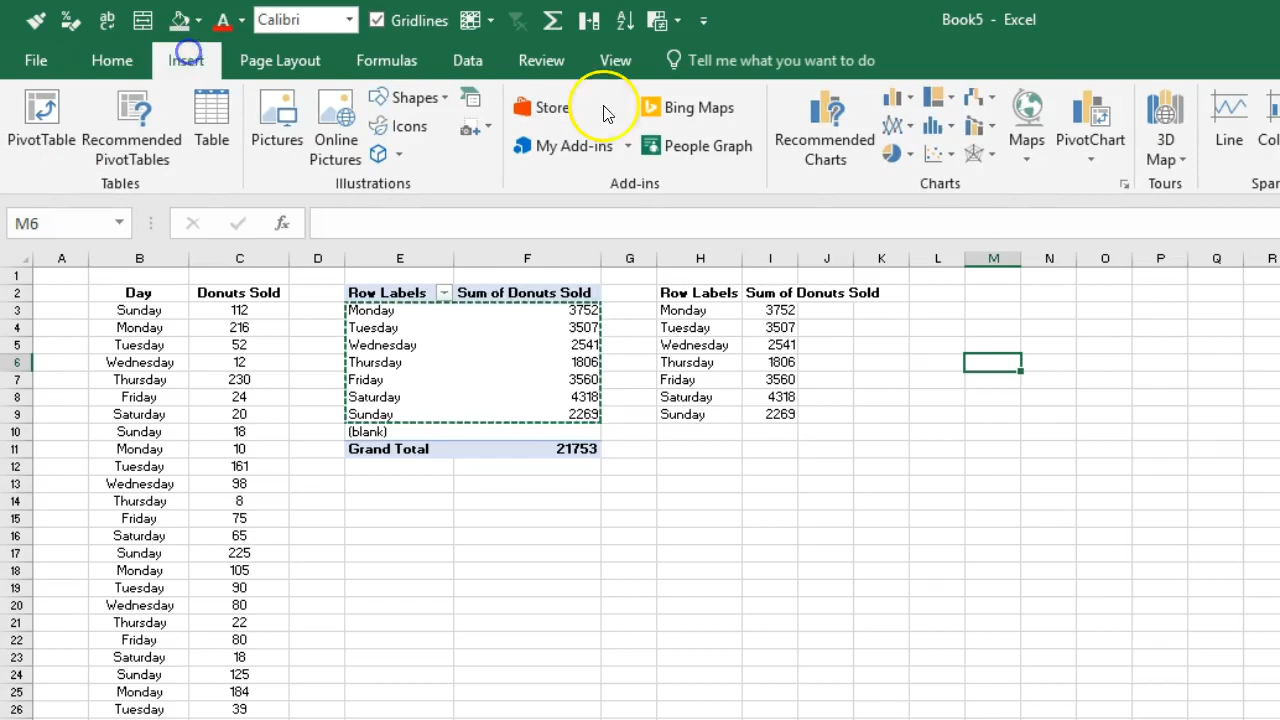 Calibri Gridlines Book5 - Excel
File Home Insert Page Layout Formulas Data Review View Tell me what you want to do
PivotTable Recommended PivotTables Table Pictures Online Pictures Shapes Icons Store My Add-ins Bing Maps People Graph Recommended Charts Maps PivotChart 3D Map Line
Tables Illustrations Add-ins Charts Tours
M6 fx
A B C D E F G H I J K L M N O P Q R
1
2 Day Donuts Sold Row Labels Sum of Donuts Sold Row Labels Sum of Donuts Sold
3 Sunday 112 Monday 3752 Monday 3752
4 Monday 216 Tuesday 3507 Tuesday 3507
5 Tuesday 52 Wednesday 2541 Wednesday 2541
6 Wednesday 12 Thursday 1806 Thursday 1806
7 Thursday 230 Friday 3560 Friday 3560
8 Friday 24 Saturday 4318 Saturday 4318
9 Saturday 20 Sunday 2269 Sunday 2269
10 Sunday 18 (blank)
11 Monday 10 Grand Total 21753
12 Tuesday 161
13 Wednesday 98
14 Thursday 8
15 Friday 75
16 Saturday 65
17 Sunday 225
18 Monday 105
19 Tuesday 90
20 Wednesday 80
21 Thursday 22
22 Friday 80
23 Saturday 18
24 Sunday 125
25 Monday 184
26 Tuesday 39